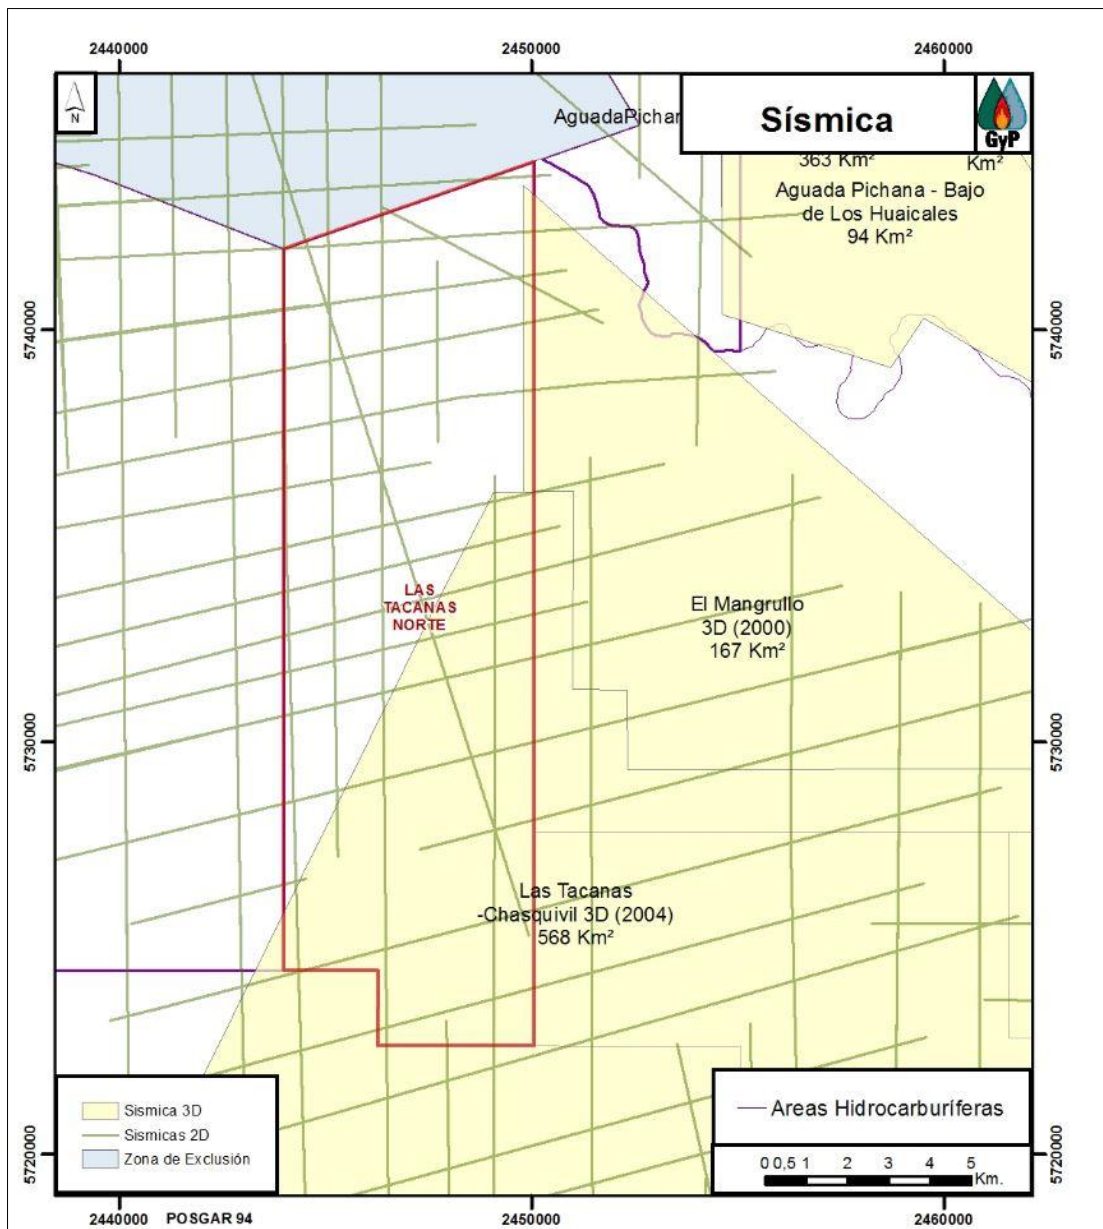 2440000
2450000
2460000
N
AguadaPichan
Sísmica
GyP
363 Km²
Km²
Aguada Pichana - Bajo
de Los Huaicales
94 Km²
5740000
5740000
LAS
TACANAS
NORTE
El Mangrullo
3D (2000)
167 Km²
5730000
5730000
Las Tacanas
-Chasquivil 3D (2004)
568 Km²
Sismica 3D
Sismicas 2D
Zona de Exclusión
Areas Hidrocarburíferas
0 0,5 1 2 3 4 5
Km.
5720000
5720000
2440000
POSGAR 94
2450000
2460000